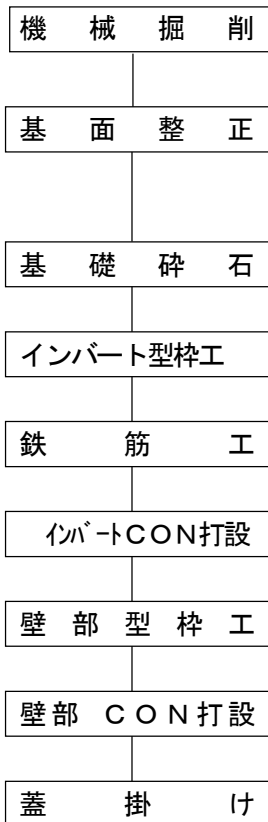 機械掘削
基面整正
基礎砕石
インバート型枠工
鉄筋工
ｲﾝﾊﾞｰﾄＣＯＮ打設
壁部型枠工
壁部 ＣＯＮ打設
蓋掛け